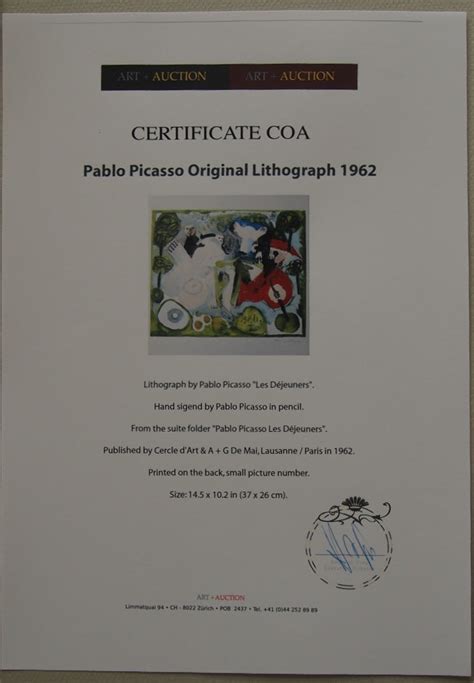 ART + AUCTION ART + AUCTION
CERTIFICATE COA
Pablo Picasso Original Lithograph 1962
Lithograph by Pablo Picasso "Les Déjeuners".
Hand sigend by Pablo Picasso in pencil.
From the suite folder "Pablo Picasso Les Déjeuners".
Published by Cercle d'Art & A + G De Mai, Lausanne / Paris in 1962.
Printed on the back, small picture number.
Size: 14.5 x 10.2 in (37 x 26 cm).
ART + AUCTION
Limmatquai 94 • CH - 8022 Zürich • POB 2437 • Tel. +41 (0)44 252 89 89